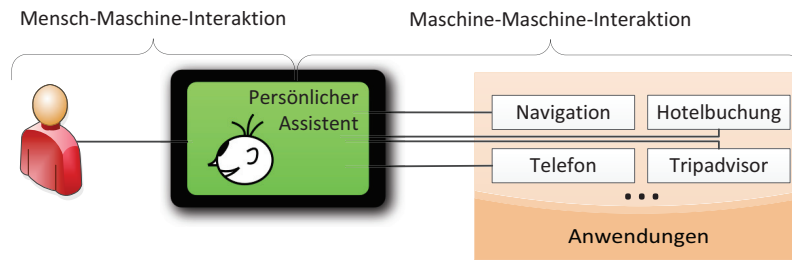 Mensch-Maschine-Interaktion
Maschine-Maschine-Interaktion
Persönlicher
Assistent
Navigation
Hotelbuchung
Telefon
Tripadvisor
...
Anwendungen